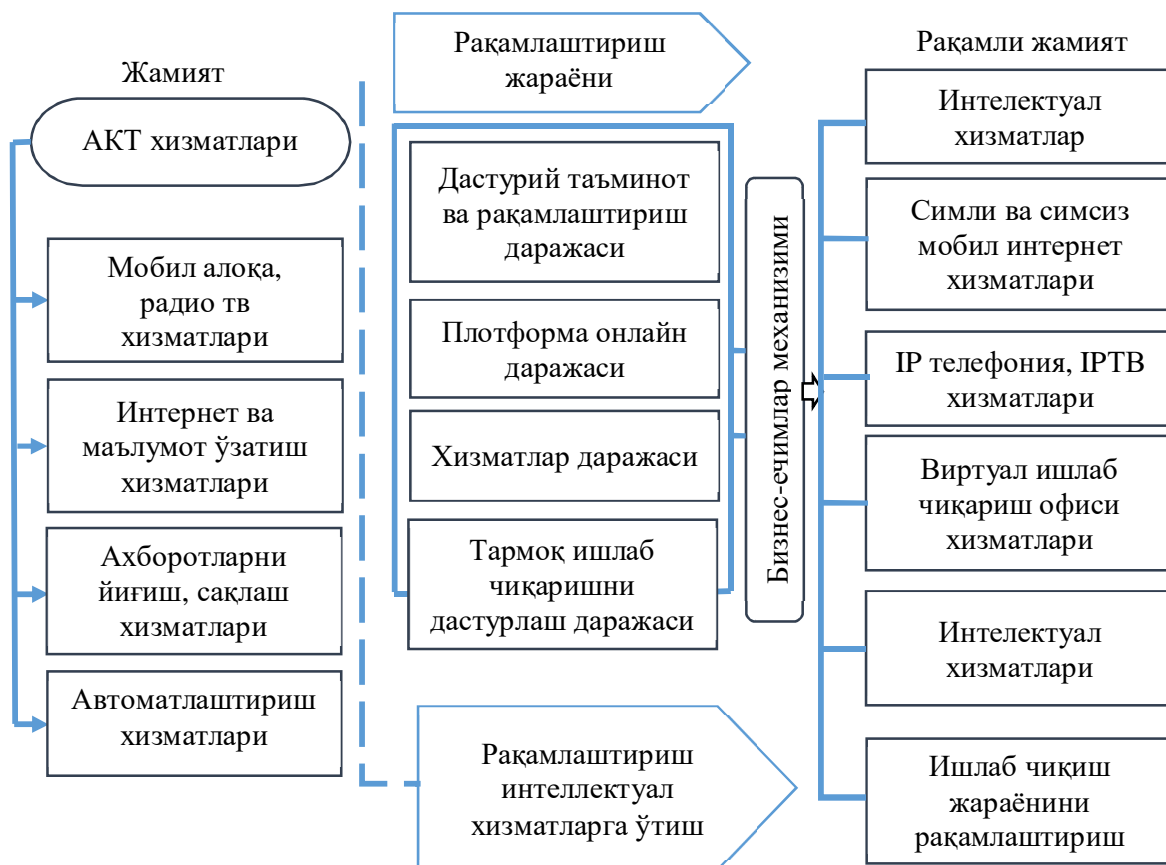 Жамият
АКТ хизматлари
Мобил алоқа,
радио тв
хизматлари
Интернет ва
маълумот ўзатиш
хизматлари
Ахборотларни
йиғиш, сақлаш
хизматлари
Автоматлаштириш
хизматлари
Рақамлаштириш
жараёни
Дастурий таъминот
ва рақамлаштириш
даражаси
Плотформа онлайн
даражаси
Хизматлар даражаси
Тармоқ ишлаб
чиқаришни
дастурлаш даражаси
Рақамлаштириш
интеллектуал
хизматларга ўтиш
Бизнес-ечимлар механизими
Рақамли жамият
Интелектуал
хизматлар
Симли ва симсиз
мобил интернет
хизматлари
IP телефония, IPТВ
хизматлари
Виртуал ишлаб
чиқариш офиси
хизматлари
Интелектуал
хизматлари
Ишлаб чиқиш
жараёнини
рақамлаштириш